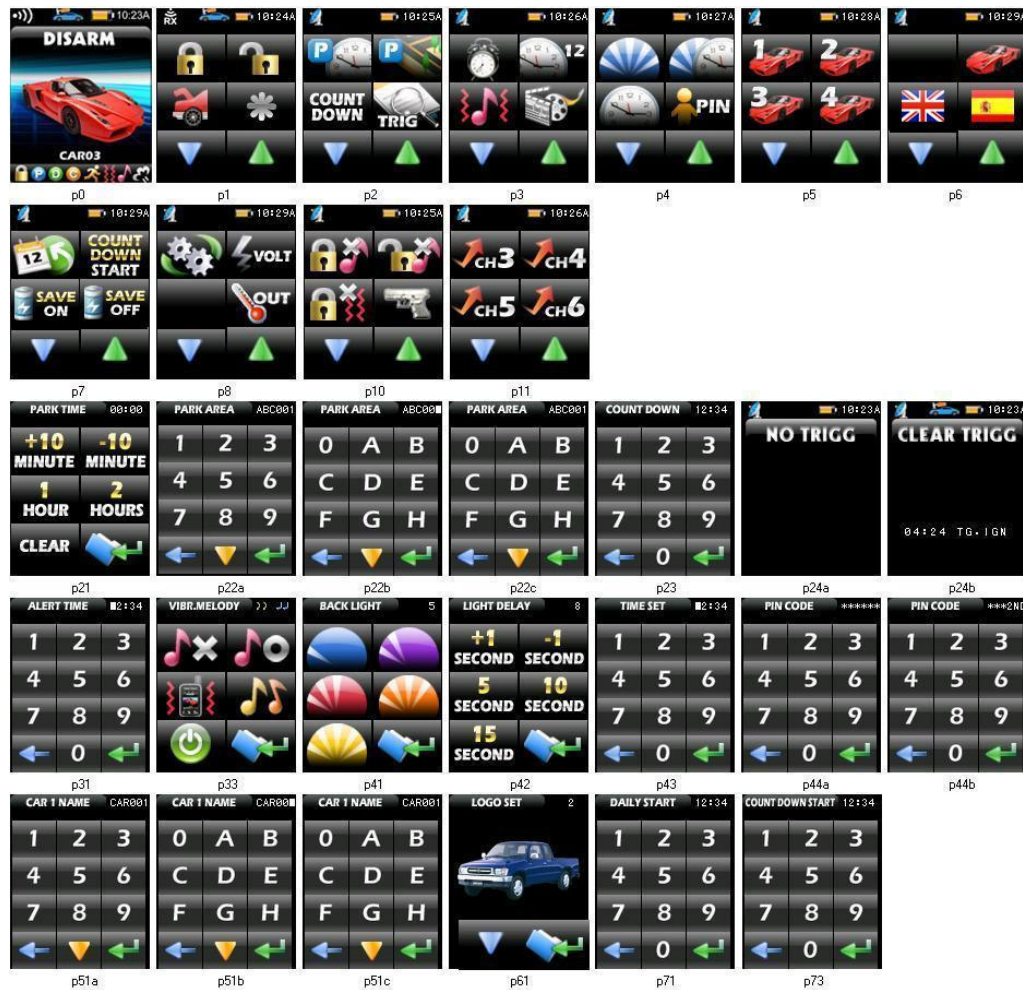 10:23A
DISARM
CAR03
P D C
p0
RX 10:24A
p1
10:25A
P P
COUNT DOWN TRIG
p2
10:26A
12
p3
10:27A
PIN
p4
10:28A
1 2
3 4
p5
10:29A
p6
10:29A
12 COUNT DOWN START
SAVE ON SAVE OFF
p7
10:29A
VOLT
OUT
p8
10:25A
p10
10:26A
CH3 CH4
CH5 CH6
p11
PARK TIME 00:00
+10 MINUTE -10 MINUTE
1 HOUR 2 HOURS
CLEAR
p21
PARK AREA ABC001
1 2 3
4 5 6
7 8 9
p22a
PARK AREA ABC00
0 A B
C D E
F G H
p22b
PARK AREA ABC001
0 A B
C D E
F G H
p22c
COUNT DOWN 12:34
1 2 3
4 5 6
7 8 9
0
p23
10:23A
NO TRIGG
p24a
10:23A
CLEAR TRIGG
04:24 TG.IGN
p24b
ALERT TIME 2:34
1 2 3
4 5 6
7 8 9
0
p31
VIBR.MELODY
p33
BACK LIGHT 5
p41
LIGHT DELAY 8
+1 SECOND -1 SECOND
5 SECOND 10 SECOND
15 SECOND
p42
TIME SET 2:34
1 2 3
4 5 6
7 8 9
0
p43
PIN CODE ******
1 2 3
4 5 6
7 8 9
0
p44a
PIN CODE ***2ND
1 2 3
4 5 6
7 8 9
0
p44b
CAR 1 NAME CAR001
1 2 3
4 5 6
7 8 9
p51a
CAR 1 NAME CAR00
0 A B
C D E
F G H
p51b
CAR 1 NAME CAR001
0 A B
C D E
F G H
p51c
LOGO SET 2
p61
DAILY START 12:34
1 2 3
4 5 6
7 8 9
0
p71
COUNT DOWN START 12:34
1 2 3
4 5 6
7 8 9
0
p73